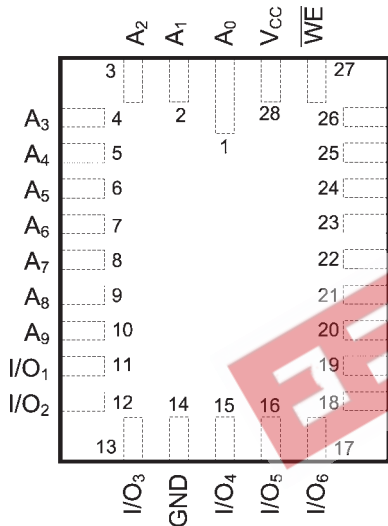 A2 A1 A0 VCC WE
3 27
2 28
1
A3 4 26
A4 5 25
A5 6 24
A6 7 23
A7 8 22
A8 9 21
A9 10 20
I/O1 11 19
I/O2 12 14 15 16 18
13 17
I/O3 GND I/O4 I/O5 I/O6